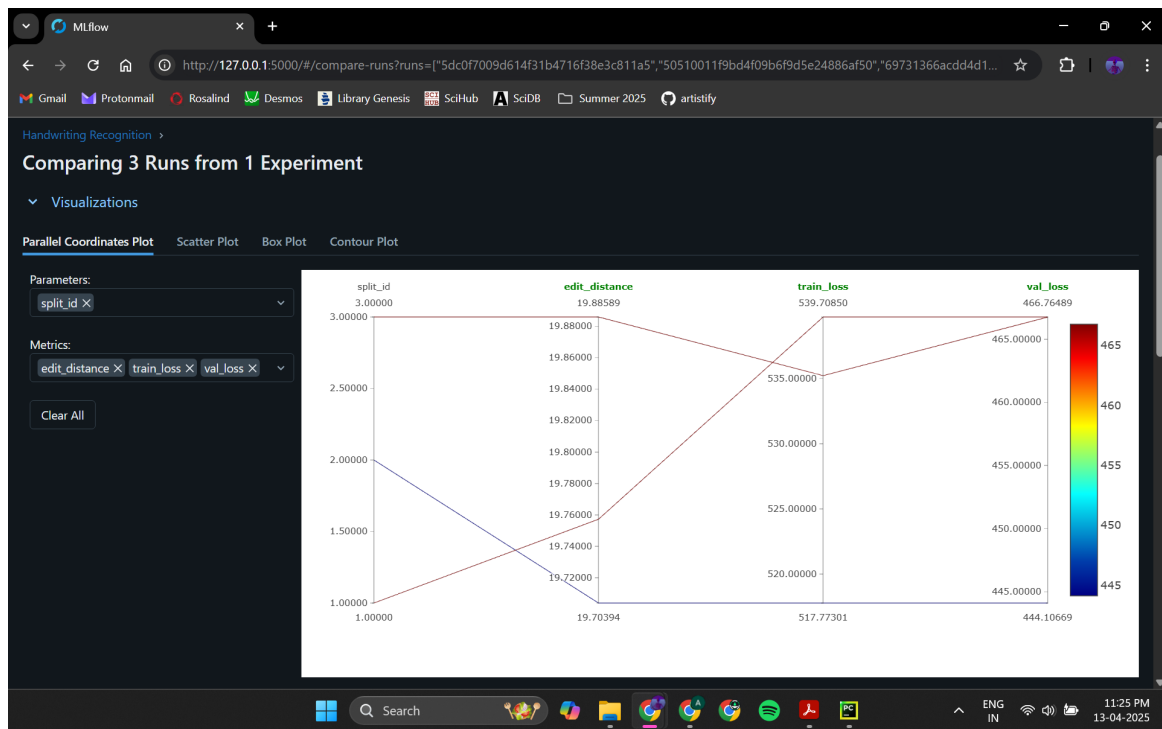 MLflow
http://127.0.0.1:5000/#/compare-runs?runs=["5dc0f7009d614f31b4716f38e3c811a5","50510011f9bd4f09b6f9d5e24886af50","69731366acdd4d1...
Gmail Protonmail Rosalind Desmos Library Genesis SciHub SciDB Summer 2025 artistify
Handwriting Recognition ›
Comparing 3 Runs from 1 Experiment
Visualizations
Parallel Coordinates Plot Scatter Plot Box Plot Contour Plot
Parameters:
split_id
Metrics:
edit_distance train_loss val_loss
Clear All
split_id edit_distance train_loss val_loss
3.00000 19.88589 539.70850 466.76489
3.00000
2.50000
2.00000
1.50000
1.00000
1.00000
19.88000
19.86000
19.84000
19.82000
19.80000
19.78000
19.76000
19.74000
19.72000
19.70394
535.00000
530.00000
525.00000
520.00000
517.77301
465.00000
460.00000
455.00000
450.00000
445.00000
444.10669
465
460
455
450
445
Search
PC
ENG
IN
11:25 PM
13-04-2025